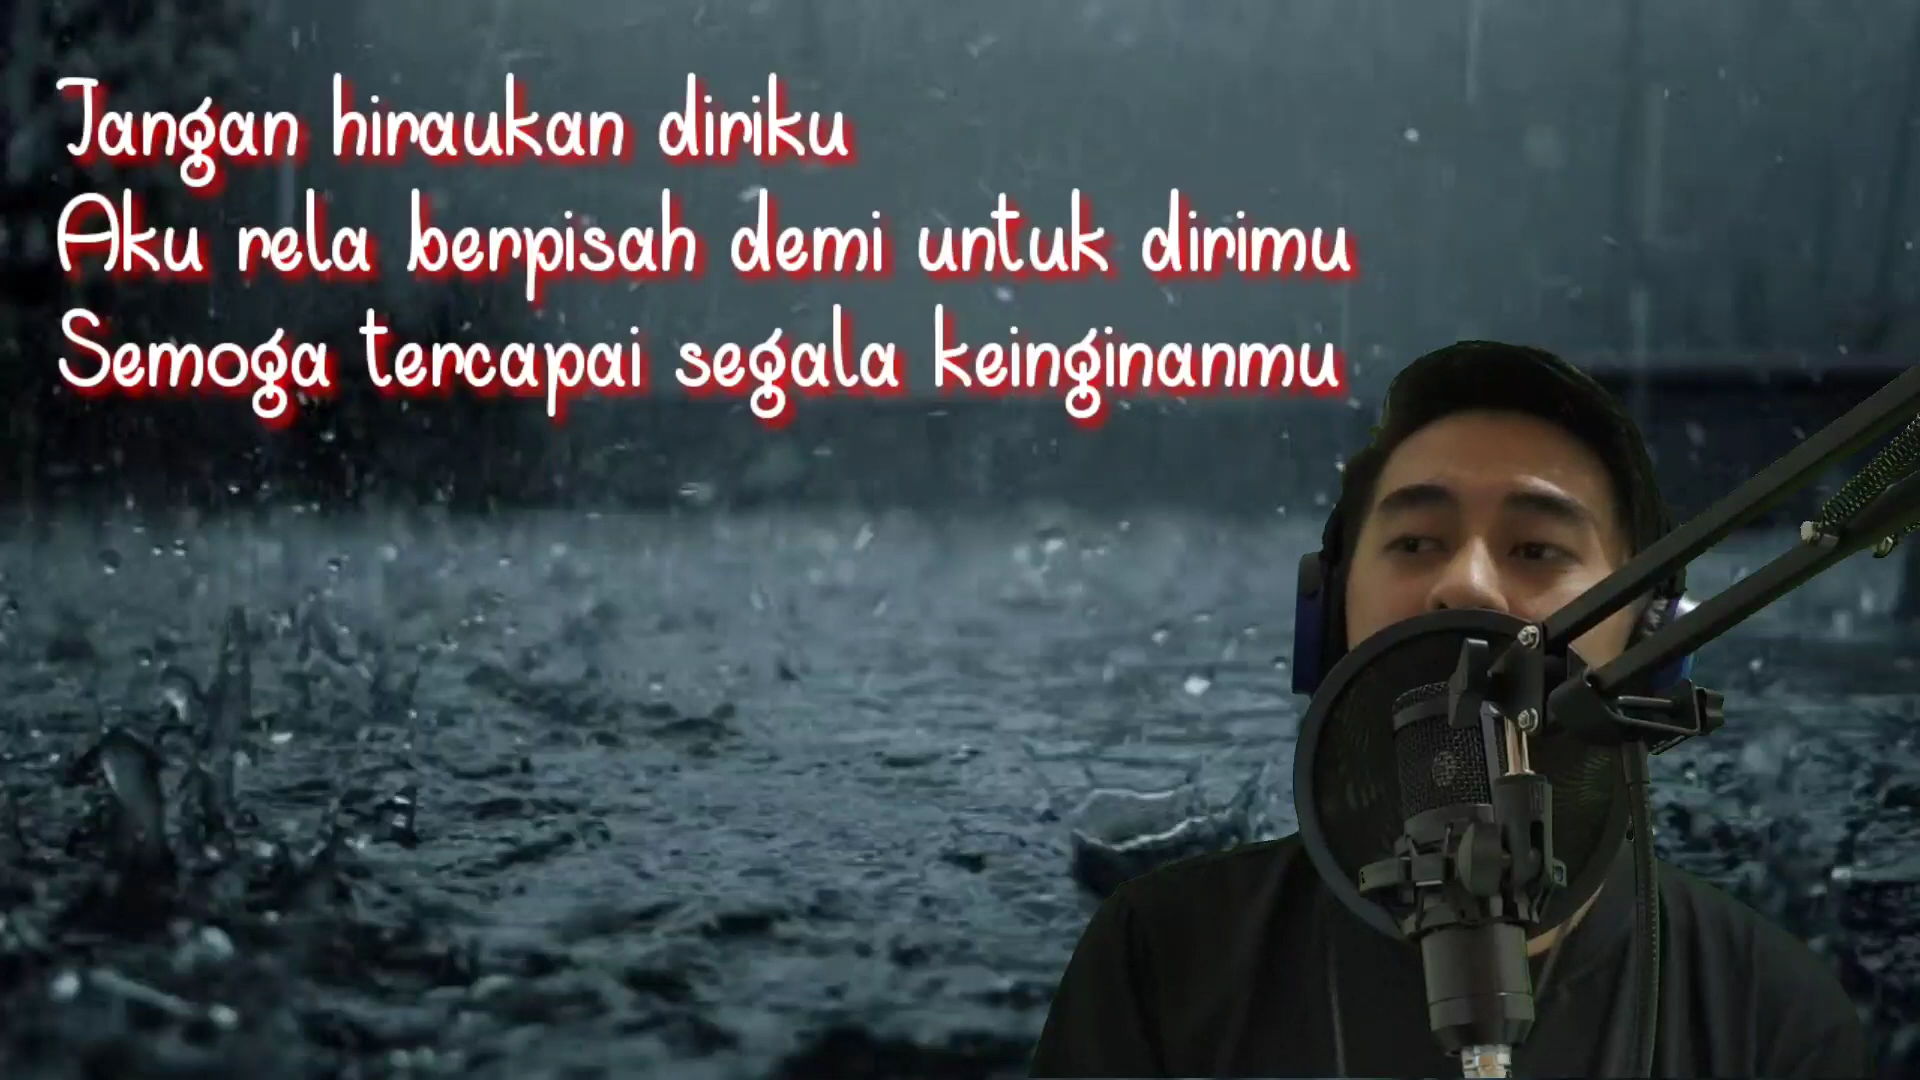 Jangan hiraukan diriku
Aku rela berpisah demi untuk dirimu
Semoga tercapai segala keinginanmu